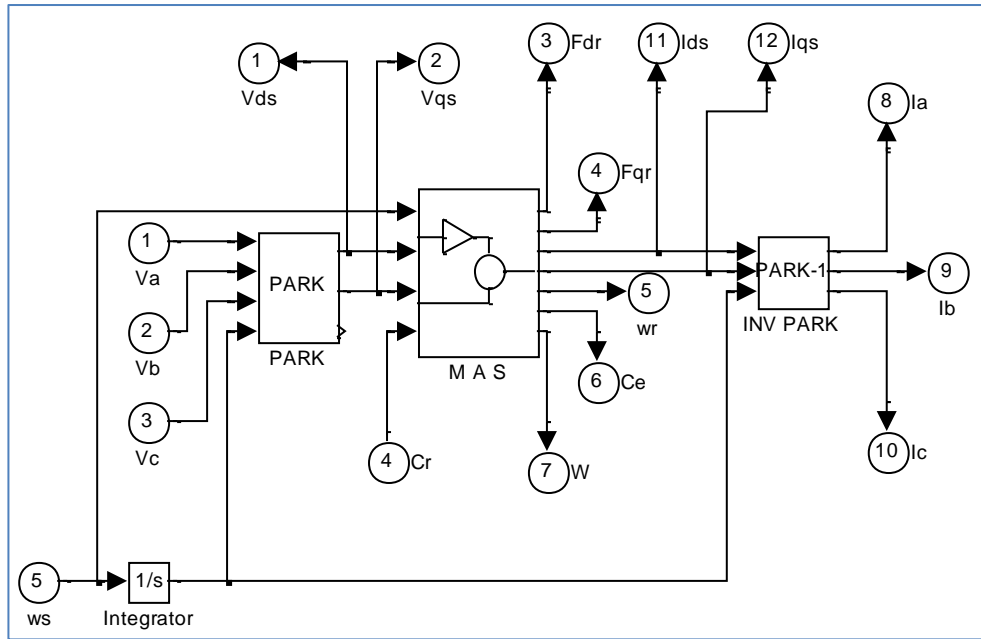 3 Fdr
11 Ids
12 Iqs
1
Vds
2
Vqs
8 Ia
4
Fqr
1
Va
PARK
PARK
2
Vb
3
Vc
M A S
PARK-1
INV PARK
9
Ib
5
wr
6 Ce
4 Cr
7 W
10 Ic
5
ws
1/s
Integrator